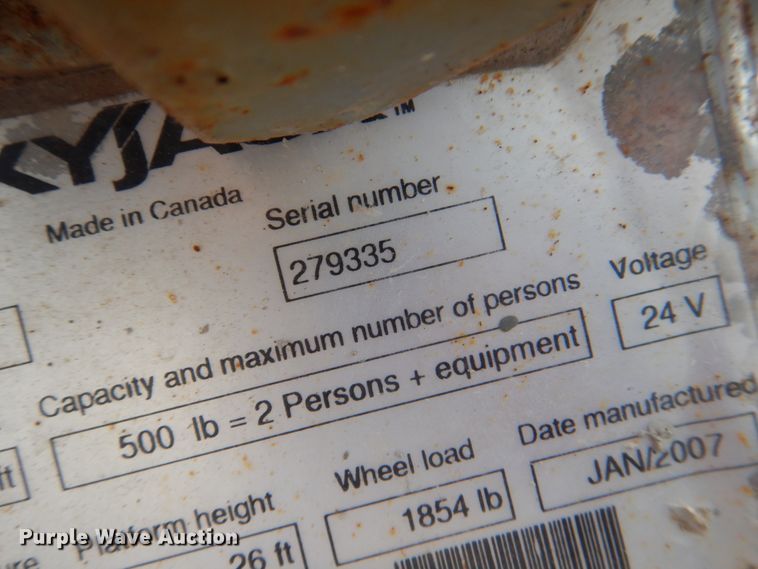 Made in Canada
Serial number
279335
Capacity and maximum number of persons
500 lb = 2 Persons + equipment
Voltage
24 V
ft
Platform height
26 ft
Wheel load
1854 lb
Date manufactured
JAN/2007
Purple Wave Auction